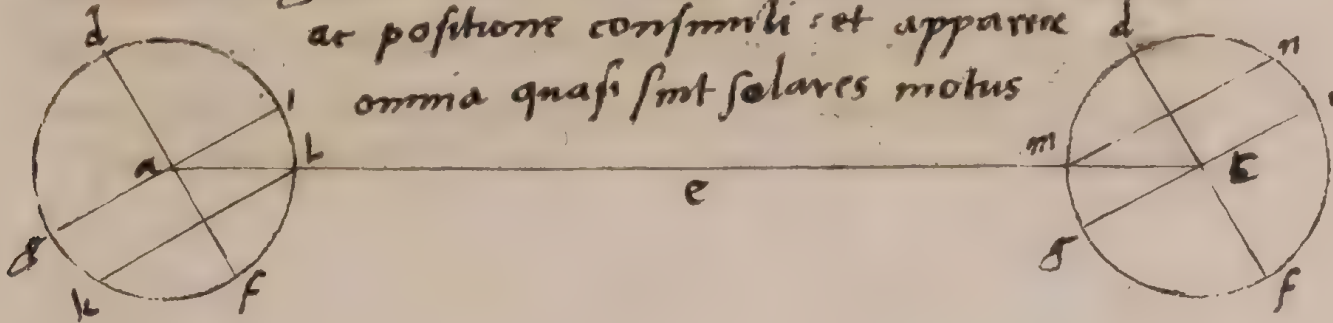 ac positione consimili : et apparere
omnia quasi sint solares motus
d
i
a
L
g
k
f
e
d
n
m
c
g
f